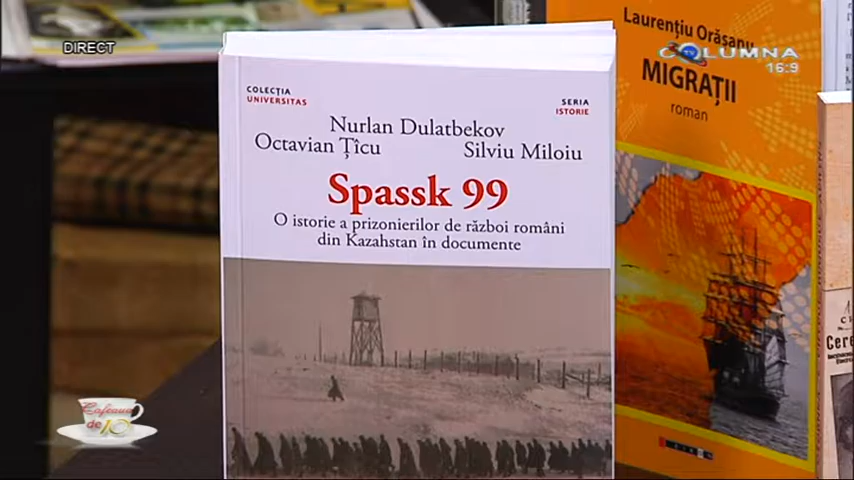 DIRECT
COLUMNA
TV
16:9
COLECȚIA
UNIVERSITAS
SERIA
ISTORIE
Nurlan Dulatbekov
Octavian Țîcu
Silviu Miloiu
Spassk 99
O istorie a prizonierilor de război români
din Kazahstan în documente
Laurențiu Orășanu
MIGRAȚII
roman
Cafeaua
de 10